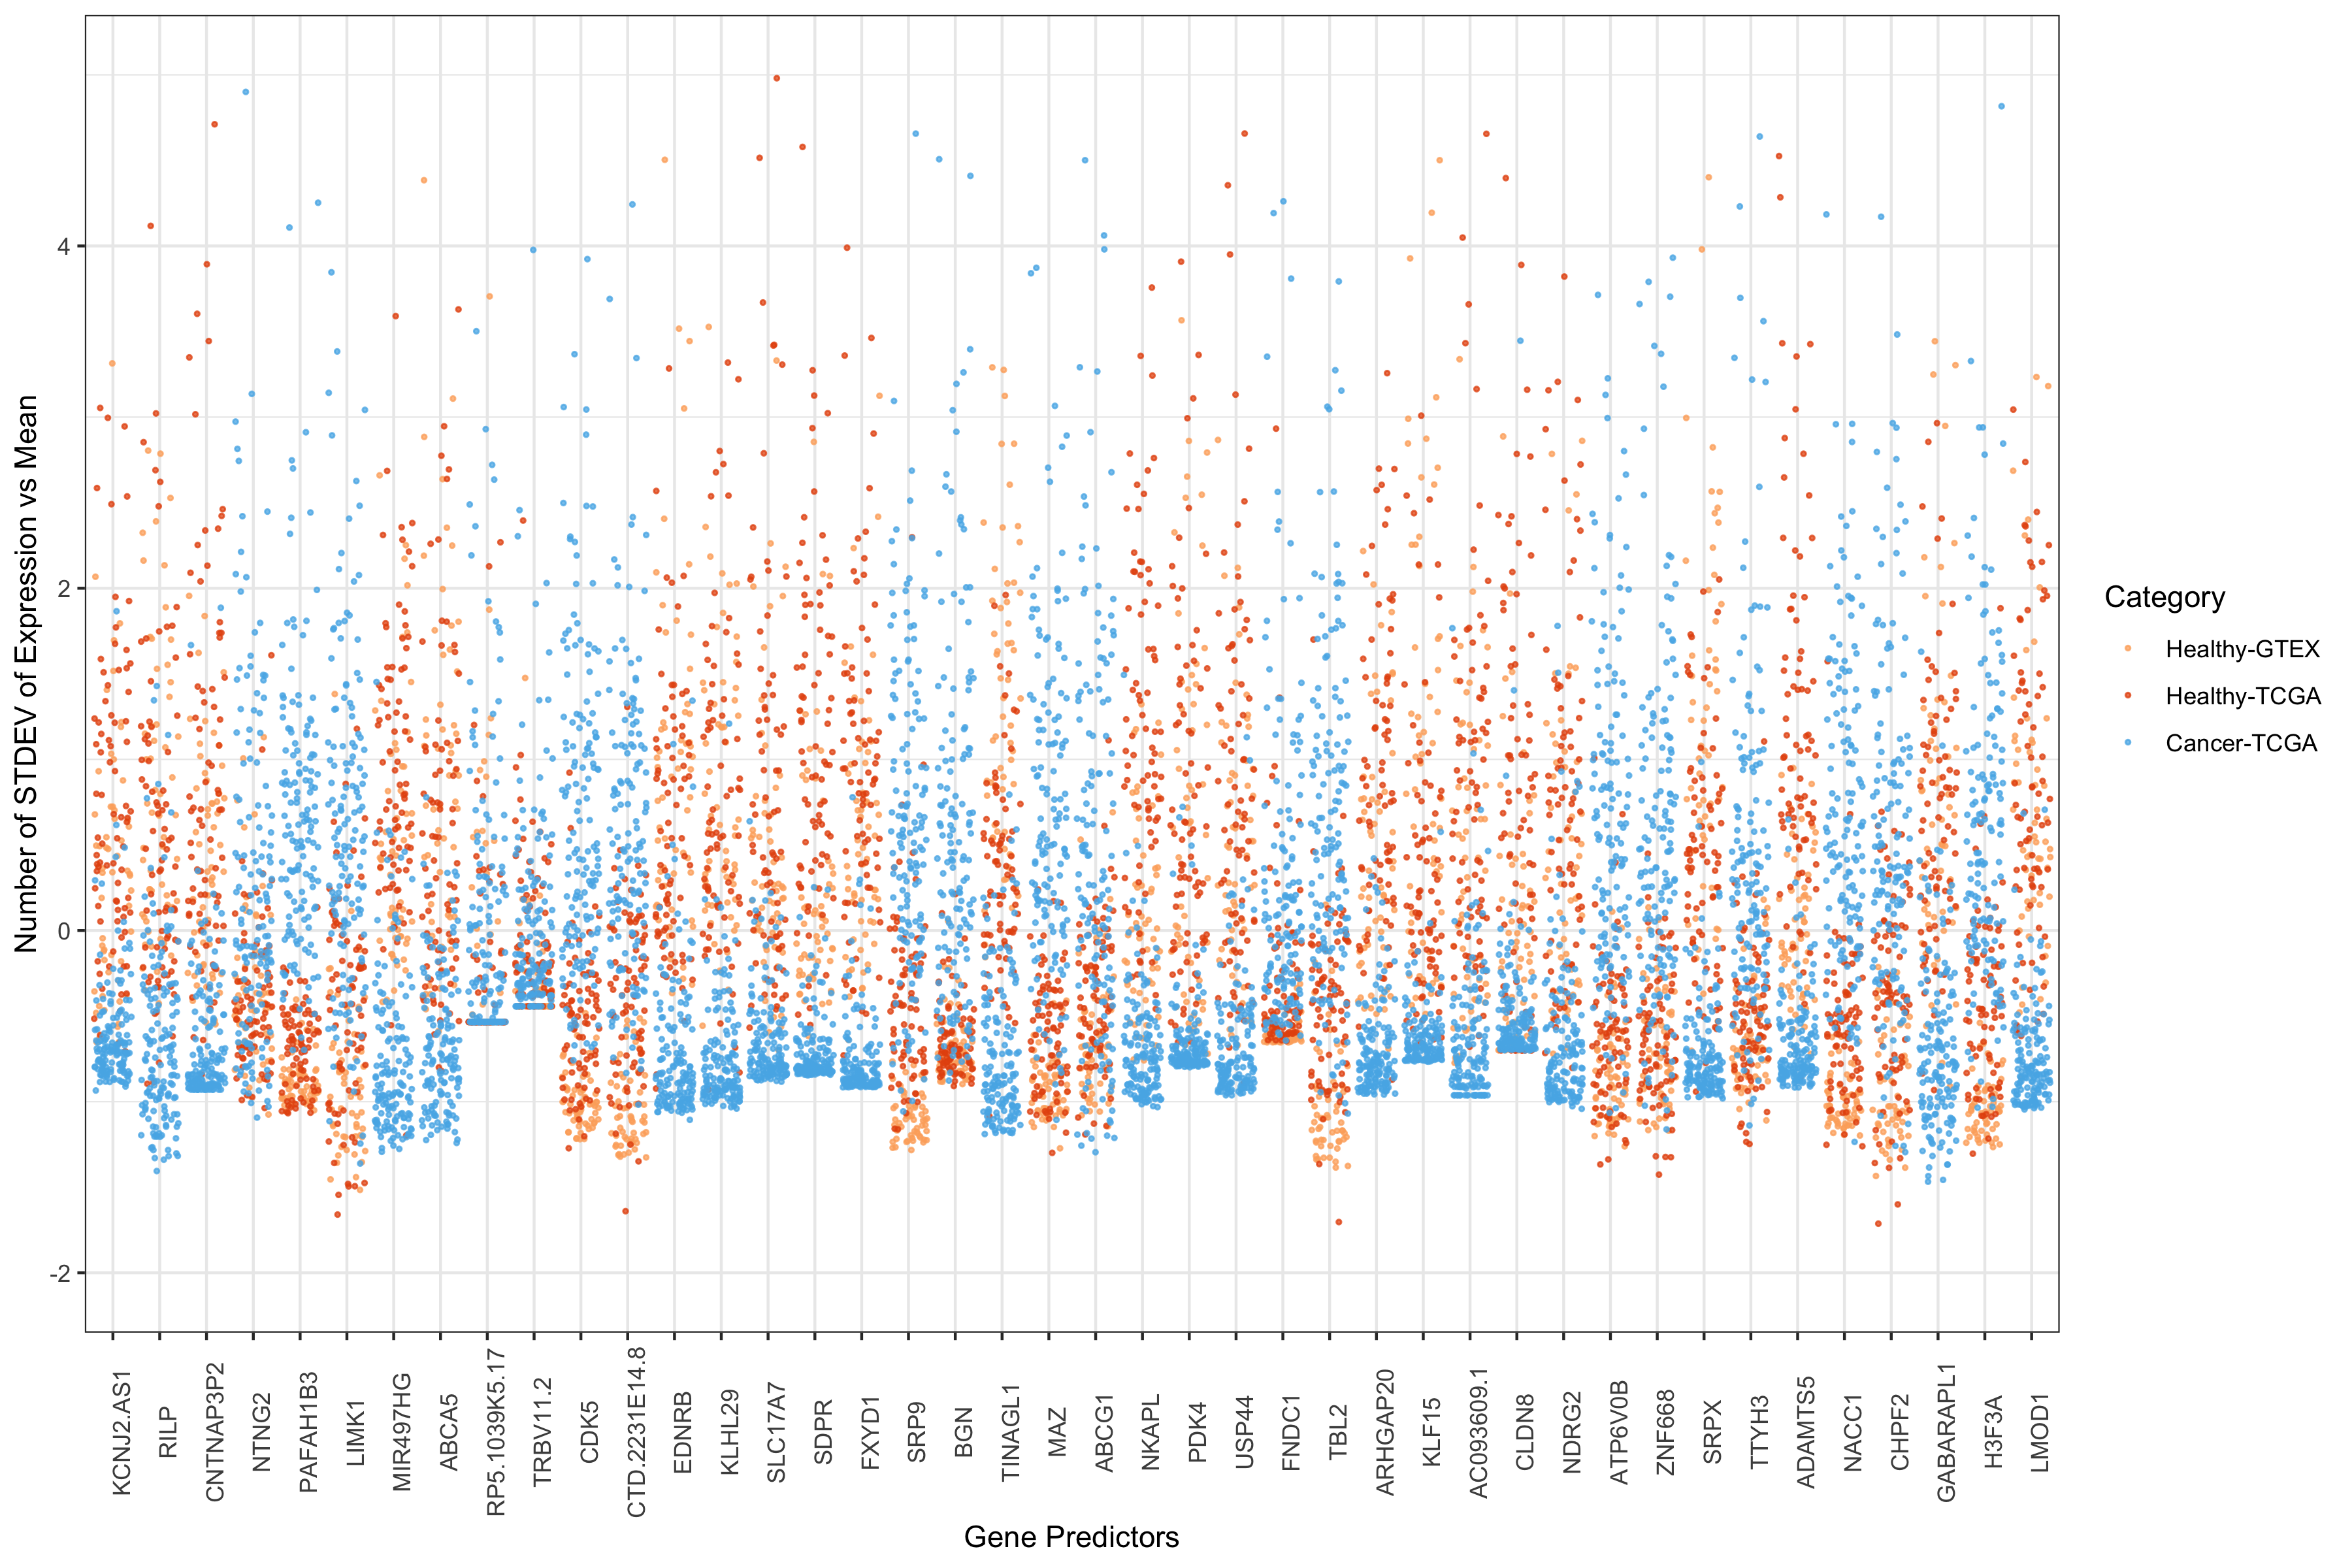 Number of STDEV of Expression vs Mean
4
2
0
-2
KCNJ2.AS1
RILP
CNTNAP3P2
NTNG2
PAFAH1B3
LIMK1
MIR497HG
ABCA5
RP5.1039K5.17
TRBV11.2
CDK5
CTD.2231E14.8
EDNRB
KLHL29
SLC17A7
SDPR
FXYD1
SRP9
BGN
TINAGL1
MAZ
ABCG1
NKAPL
PDK4
USP44
FNDC1
TBL2
ARHGAP20
KLF15
AC093609.1
CLDN8
NDRG2
ATP6V0B
ZNF668
SRPX
TTYH3
ADAMTS5
NACC1
CHPF2
GABARAPL1
H3F3A
LMOD1
Gene Predictors
Category
Healthy-GTEX
Healthy-TCGA
Cancer-TCGA